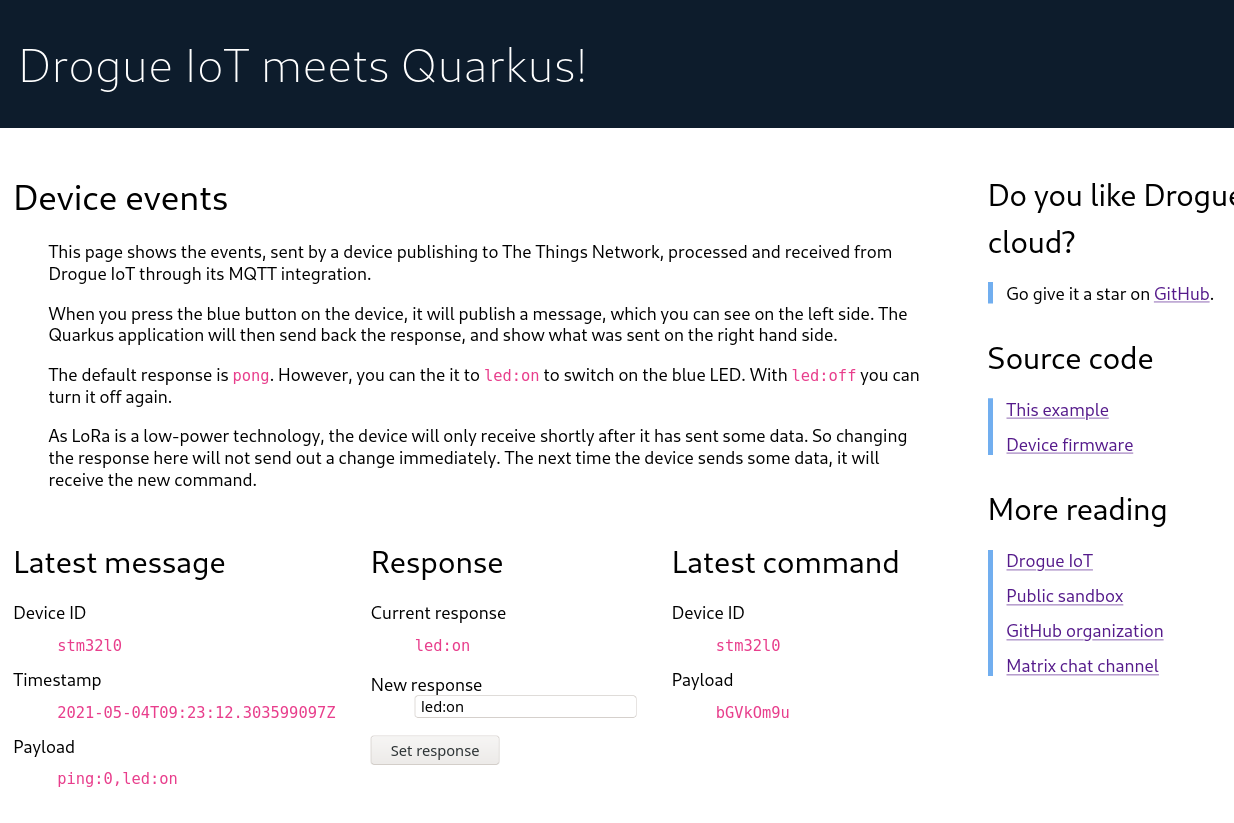 Drogue IoT meets Quarkus!
Device events
This page shows the events, sent by a device publishing to The Things Network, processed and received from
Drogue IoT through its MQTT integration.
When you press the blue button on the device, it will publish a message, which you can see on the left side. The
Quarkus application will then send back the response, and show what was sent on the right hand side.
The default response is pong. However, you can the it to led:on to switch on the blue LED. With led:off you can
turn it off again.
As LoRa is a low-power technology, the device will only receive shortly after it has sent some data. So changing
the response here will not send out a change immediately. The next time the device sends some data, it will
receive the new command.
Latest message
Device ID
stm32l0
Timestamp
2021-05-04T09:23:12.303599097Z
Payload
ping:0,led:on
Response
Current response
led:on
New response
led:on
Set response
Latest command
Device ID
stm32l0
Payload
bGVkOm9u
Do you like Drogue
cloud?
Go give it a star on GitHub.
Source code
This example
Device firmware
More reading
Drogue IoT
Public sandbox
GitHub organization
Matrix chat channel